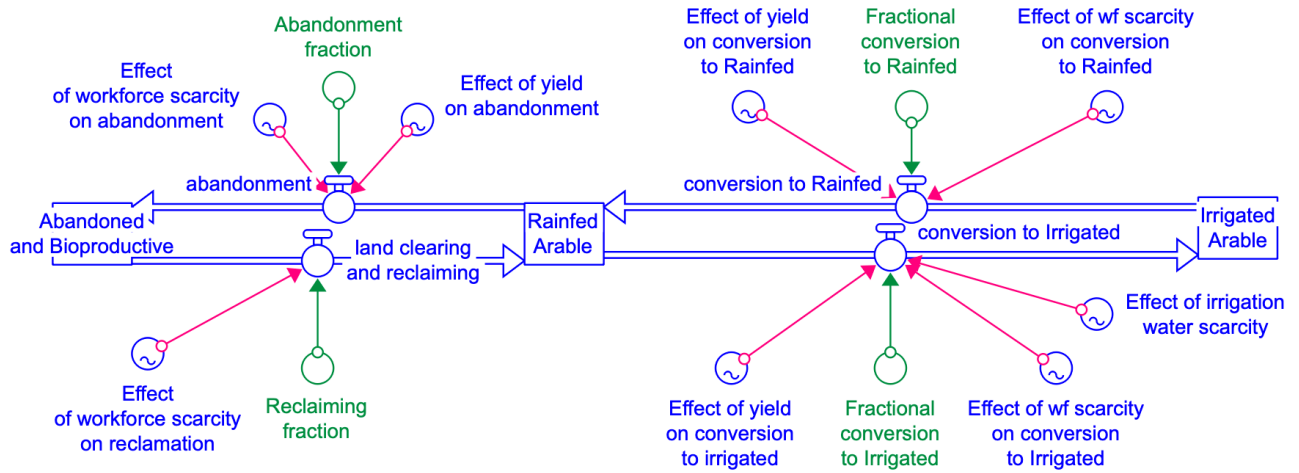 Abandonment
fraction
Effect
of workforce scarcity
on abandonment
Effect of yield
on abandonment
Effect of yield
on conversion
to Rainfed
Fractional
conversion
to Rainfed
Effect of wf scarcity
on conversion
to Rainfed
abandonment
conversion to Rainfed
Abandoned
and Bioproductive
Rainfed
Arable
Irrigated
Arable
land clearing
and reclaiming
conversion to Irrigated
Effect of irrigation
water scarcity
Effect
of workforce scarcity
on reclamation
Reclaiming
fraction
Effect of yield
on conversion
to irrigated
Fractional
conversion
to Irrigated
Effect of wf scarcity
on conversion
to Irrigated